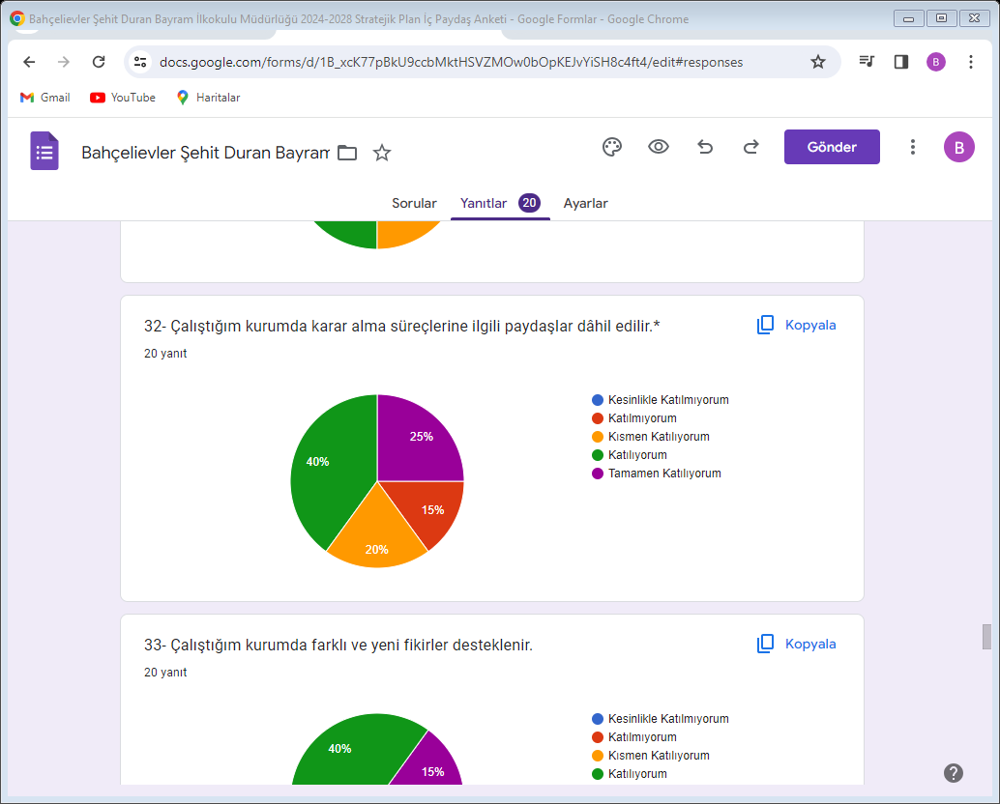 Bahçelievler Şehit Duran Bayram İlkokulu Müdürlüğü 2024-2028 Stratejik Plan İç Paydaş Anketi - Google Formlar - Google Chrome
docs.google.com/forms/d/1B_xcK77pBkU9ccbMktHSVZMOw0bOpKEJvYiSH8c4ft4/edit#responses
B
Gmail YouTube Haritalar
Bahçelievler Şehit Duran Bayram
Gönder
B
Sorular Yanıtlar 20 Ayarlar
32- Çalıştığım kurumda karar alma süreçlerine ilgili paydaşlar dâhil edilir.*
Kopyala
20 yanıt
25%
40%
15%
20%
Kesinlikle Katılmıyorum
Katılmıyorum
Kısmen Katılıyorum
Katılıyorum
Tamamen Katılıyorum
33- Çalıştığım kurumda farklı ve yeni fikirler desteklenir.
Kopyala
20 yanıt
40%
15%
Kesinlikle Katılmıyorum
Katılmıyorum
Kısmen Katılıyorum
Katılıyorum